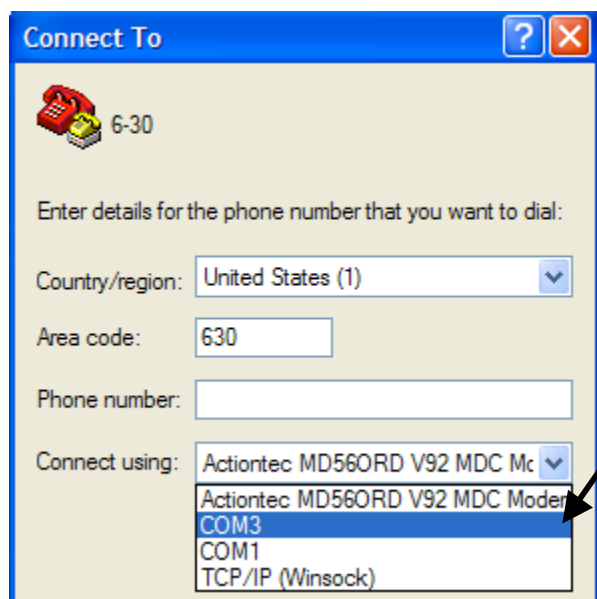 Connect To
6-30
Enter details for the phone number that you want to dial:
Country/region: United States (1)
Area code: 630
Phone number:
Connect using: Actiontec MD56ORD V92 MDC Mc
Actiontec MD56ORD V92 MDC Moder
COM3
COM1
TCP/IP (Winsock)